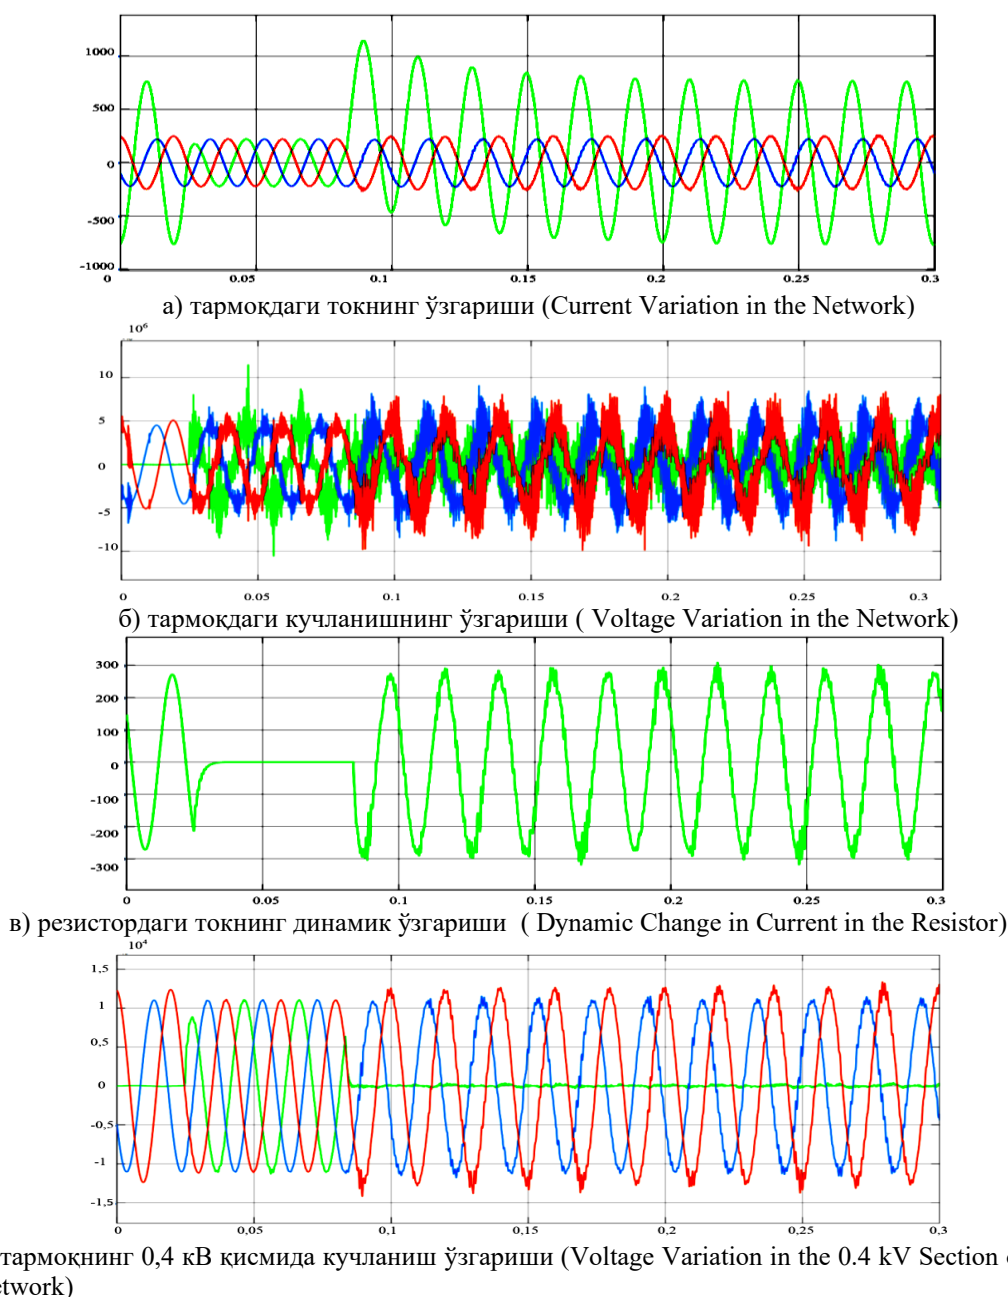 1000
500
0
-500
-1000
0 0.05 0.1 0.15 0.2 0.25 0.3
а) тармоқдаги токнинг ўзгариши (Current Variation in the Network)
10⁶
10
5
0
-5
-10
0 0.05 0.1 0.15 0.2 0.25 0.3
б) тармоқдаги кучланишнинг ўзгариши ( Voltage Variation in the Network)
300
200
100
0
-100
-200
-300
0 0.05 0.1 0.15 0.2 0.25 0.3
в) резистордаги токнинг динамик ўзгариши ( Dynamic Change in Current in the Resistor)
10⁴
1,5
1
0,5
0
-0,5
-1
-1,5
0 0,05 0,1 0,15 0,2 0,25 0,3
тармоқнинг 0,4 кВ қисмида кучланиш ўзгариши (Voltage Variation in the 0.4 kV Section
etwork)